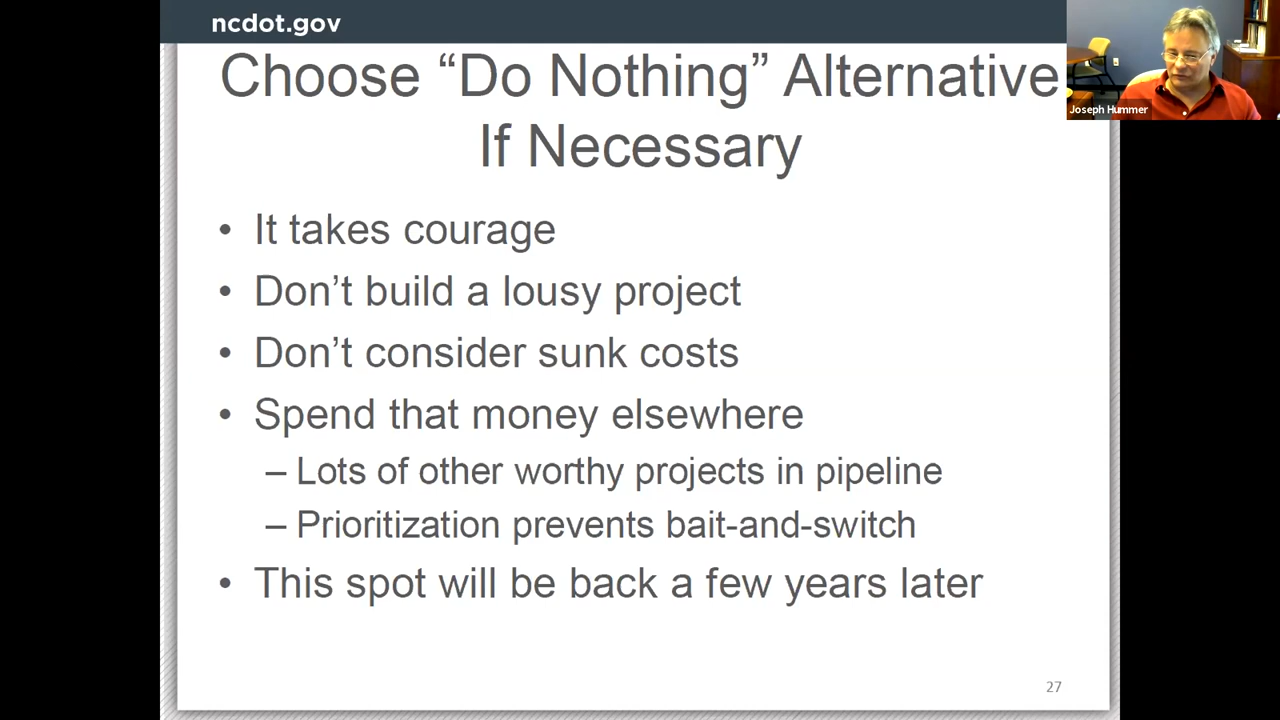 ncdot.gov
Choose “Do Nothing” Alternative
If Necessary
Joseph Hummer
• It takes courage
• Don’t build a lousy project
• Don’t consider sunk costs
• Spend that money elsewhere
– Lots of other worthy projects in pipeline
– Prioritization prevents bait-and-switch
• This spot will be back a few years later
27